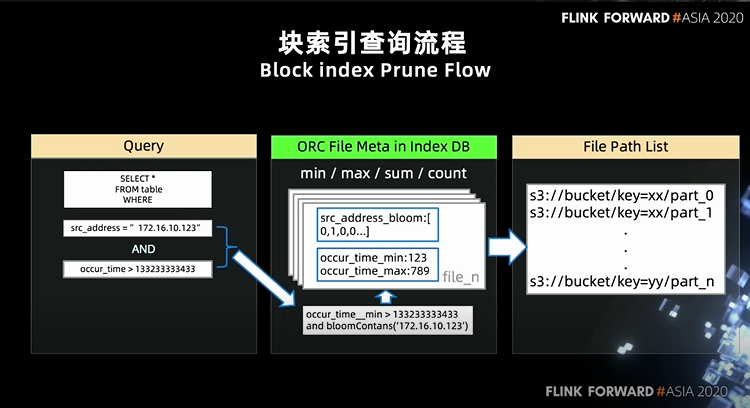 FLINK FORWARD #ASIA 2020
块索引查询流程
Block index Prune Flow
Query
SELECT *
FROM table
WHERE
src_address = " 172.16.10.123"
AND
occur_time > 133233333433
ORC File Meta in Index DB
min / max / sum / count
src_address_bloom:[
0,1,0,0...]
occur_time_min:123
occur_time_max:789
file_n
occur_time__min > 133233333433
and bloomContans('172.16.10.123')
File Path List
s3://bucket/key=xx/part_0
s3://bucket/key=xx/part_1
.
.
.
s3://bucket/key=yy/part_n
FLINK FORWARD #ASIA 2020